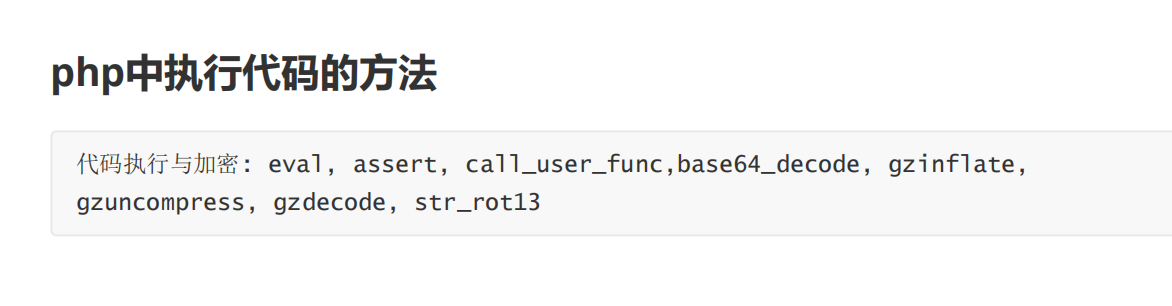 php中执行代码的方法
代码执行与加密: eval, assert, call_user_func,base64_decode, gzinflate,
gzuncompress, gzdecode, str_rot13